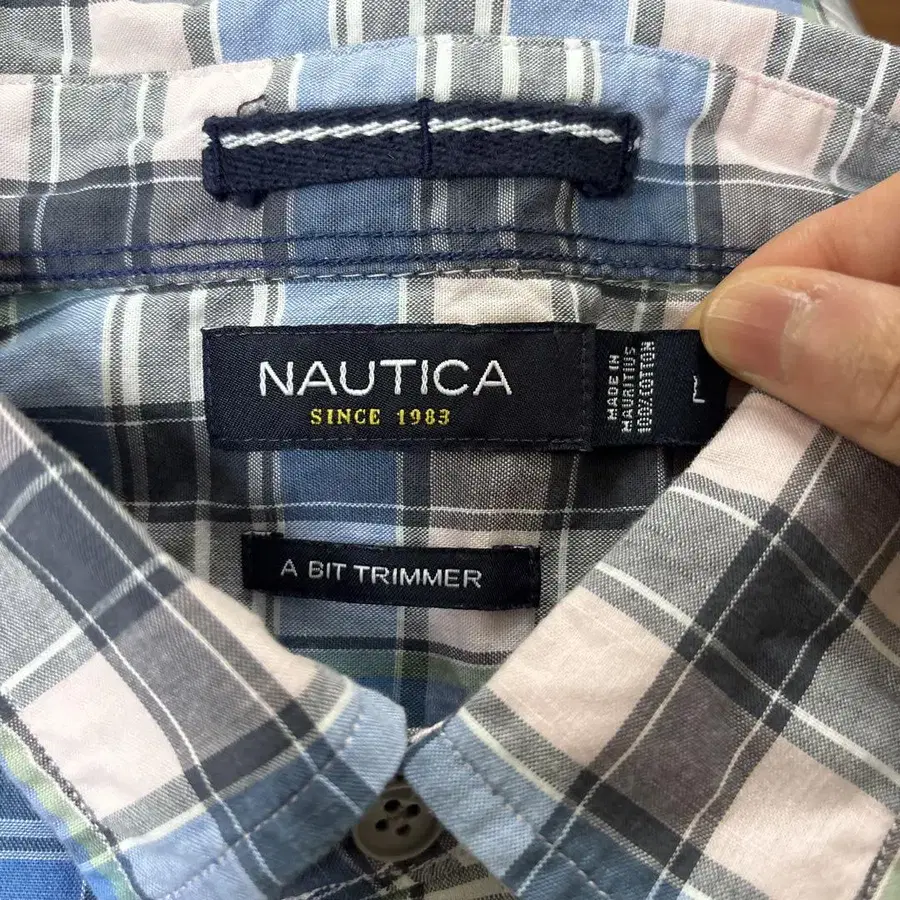 NAUTICA
SINCE 1983
MADE IN
MAURITIUS
100% COTTON
L
A BIT TRIMMER